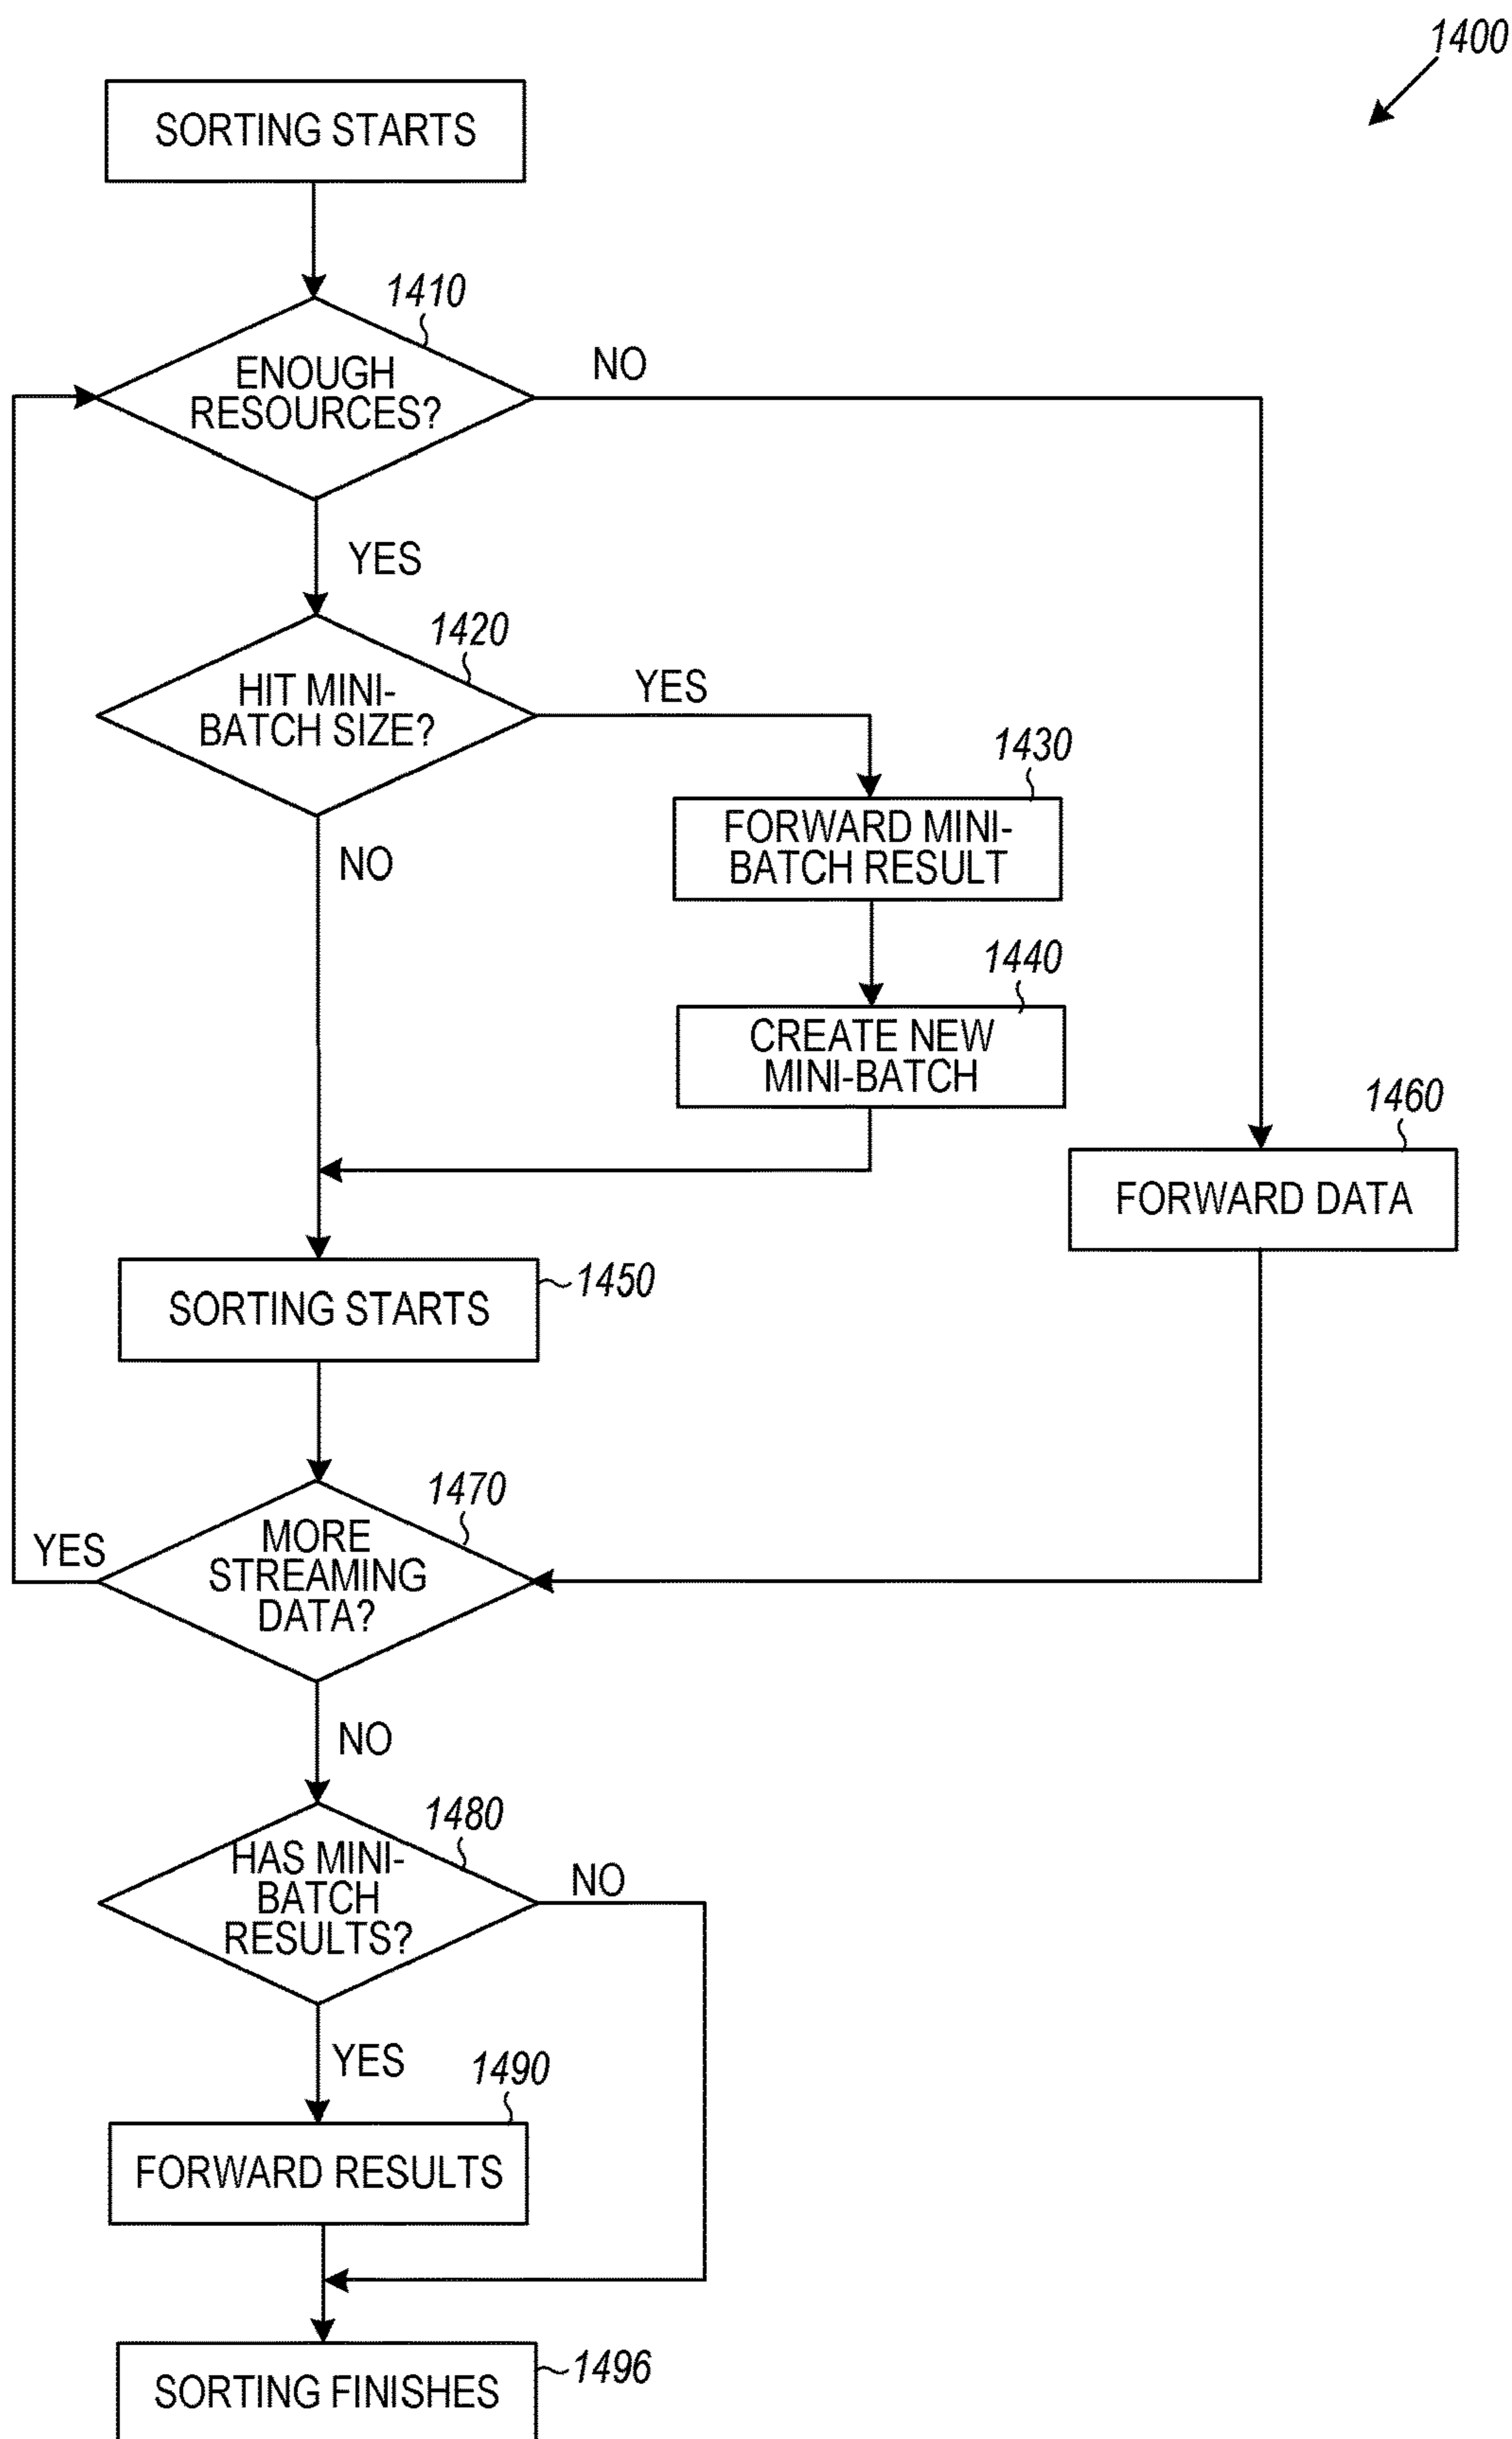 1400
SORTING STARTS
1410
ENOUGH
RESOURCES?
NO
YES
1420
HIT MINI-
BATCH SIZE?
YES
1430
FORWARD MINI-
BATCH RESULT
NO
1440
CREATE NEW
MINI-BATCH
1460
FORWARD DATA
1450
SORTING STARTS
1470
MORE
STREAMING
DATA?
YES
NO
1480
HAS MINI-
BATCH
RESULTS?
NO
YES
1490
FORWARD RESULTS
1496
SORTING FINISHES